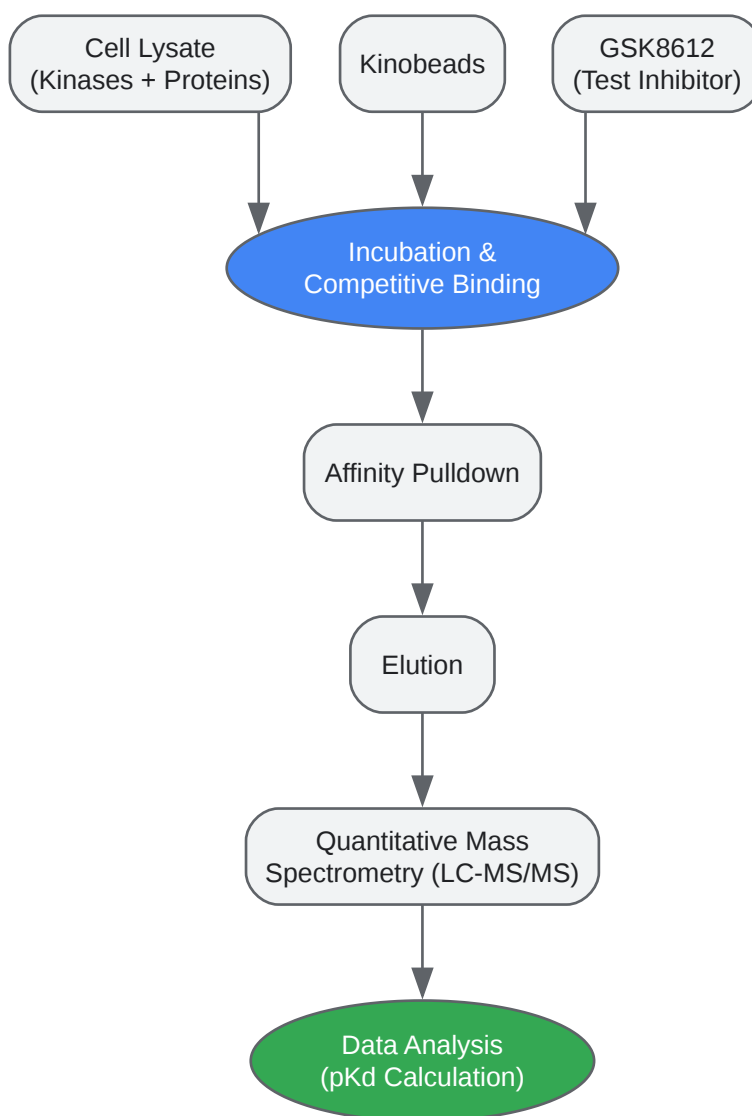 Cell Lysate
(Kinases + Proteins)
Kinobeads
GSK8612
(Test Inhibitor)
Incubation &
Competitive Binding
Affinity Pulldown
Elution
Quantitative Mass
Spectrometry (LC-MS/MS)
Data Analysis
(pKd Calculation)